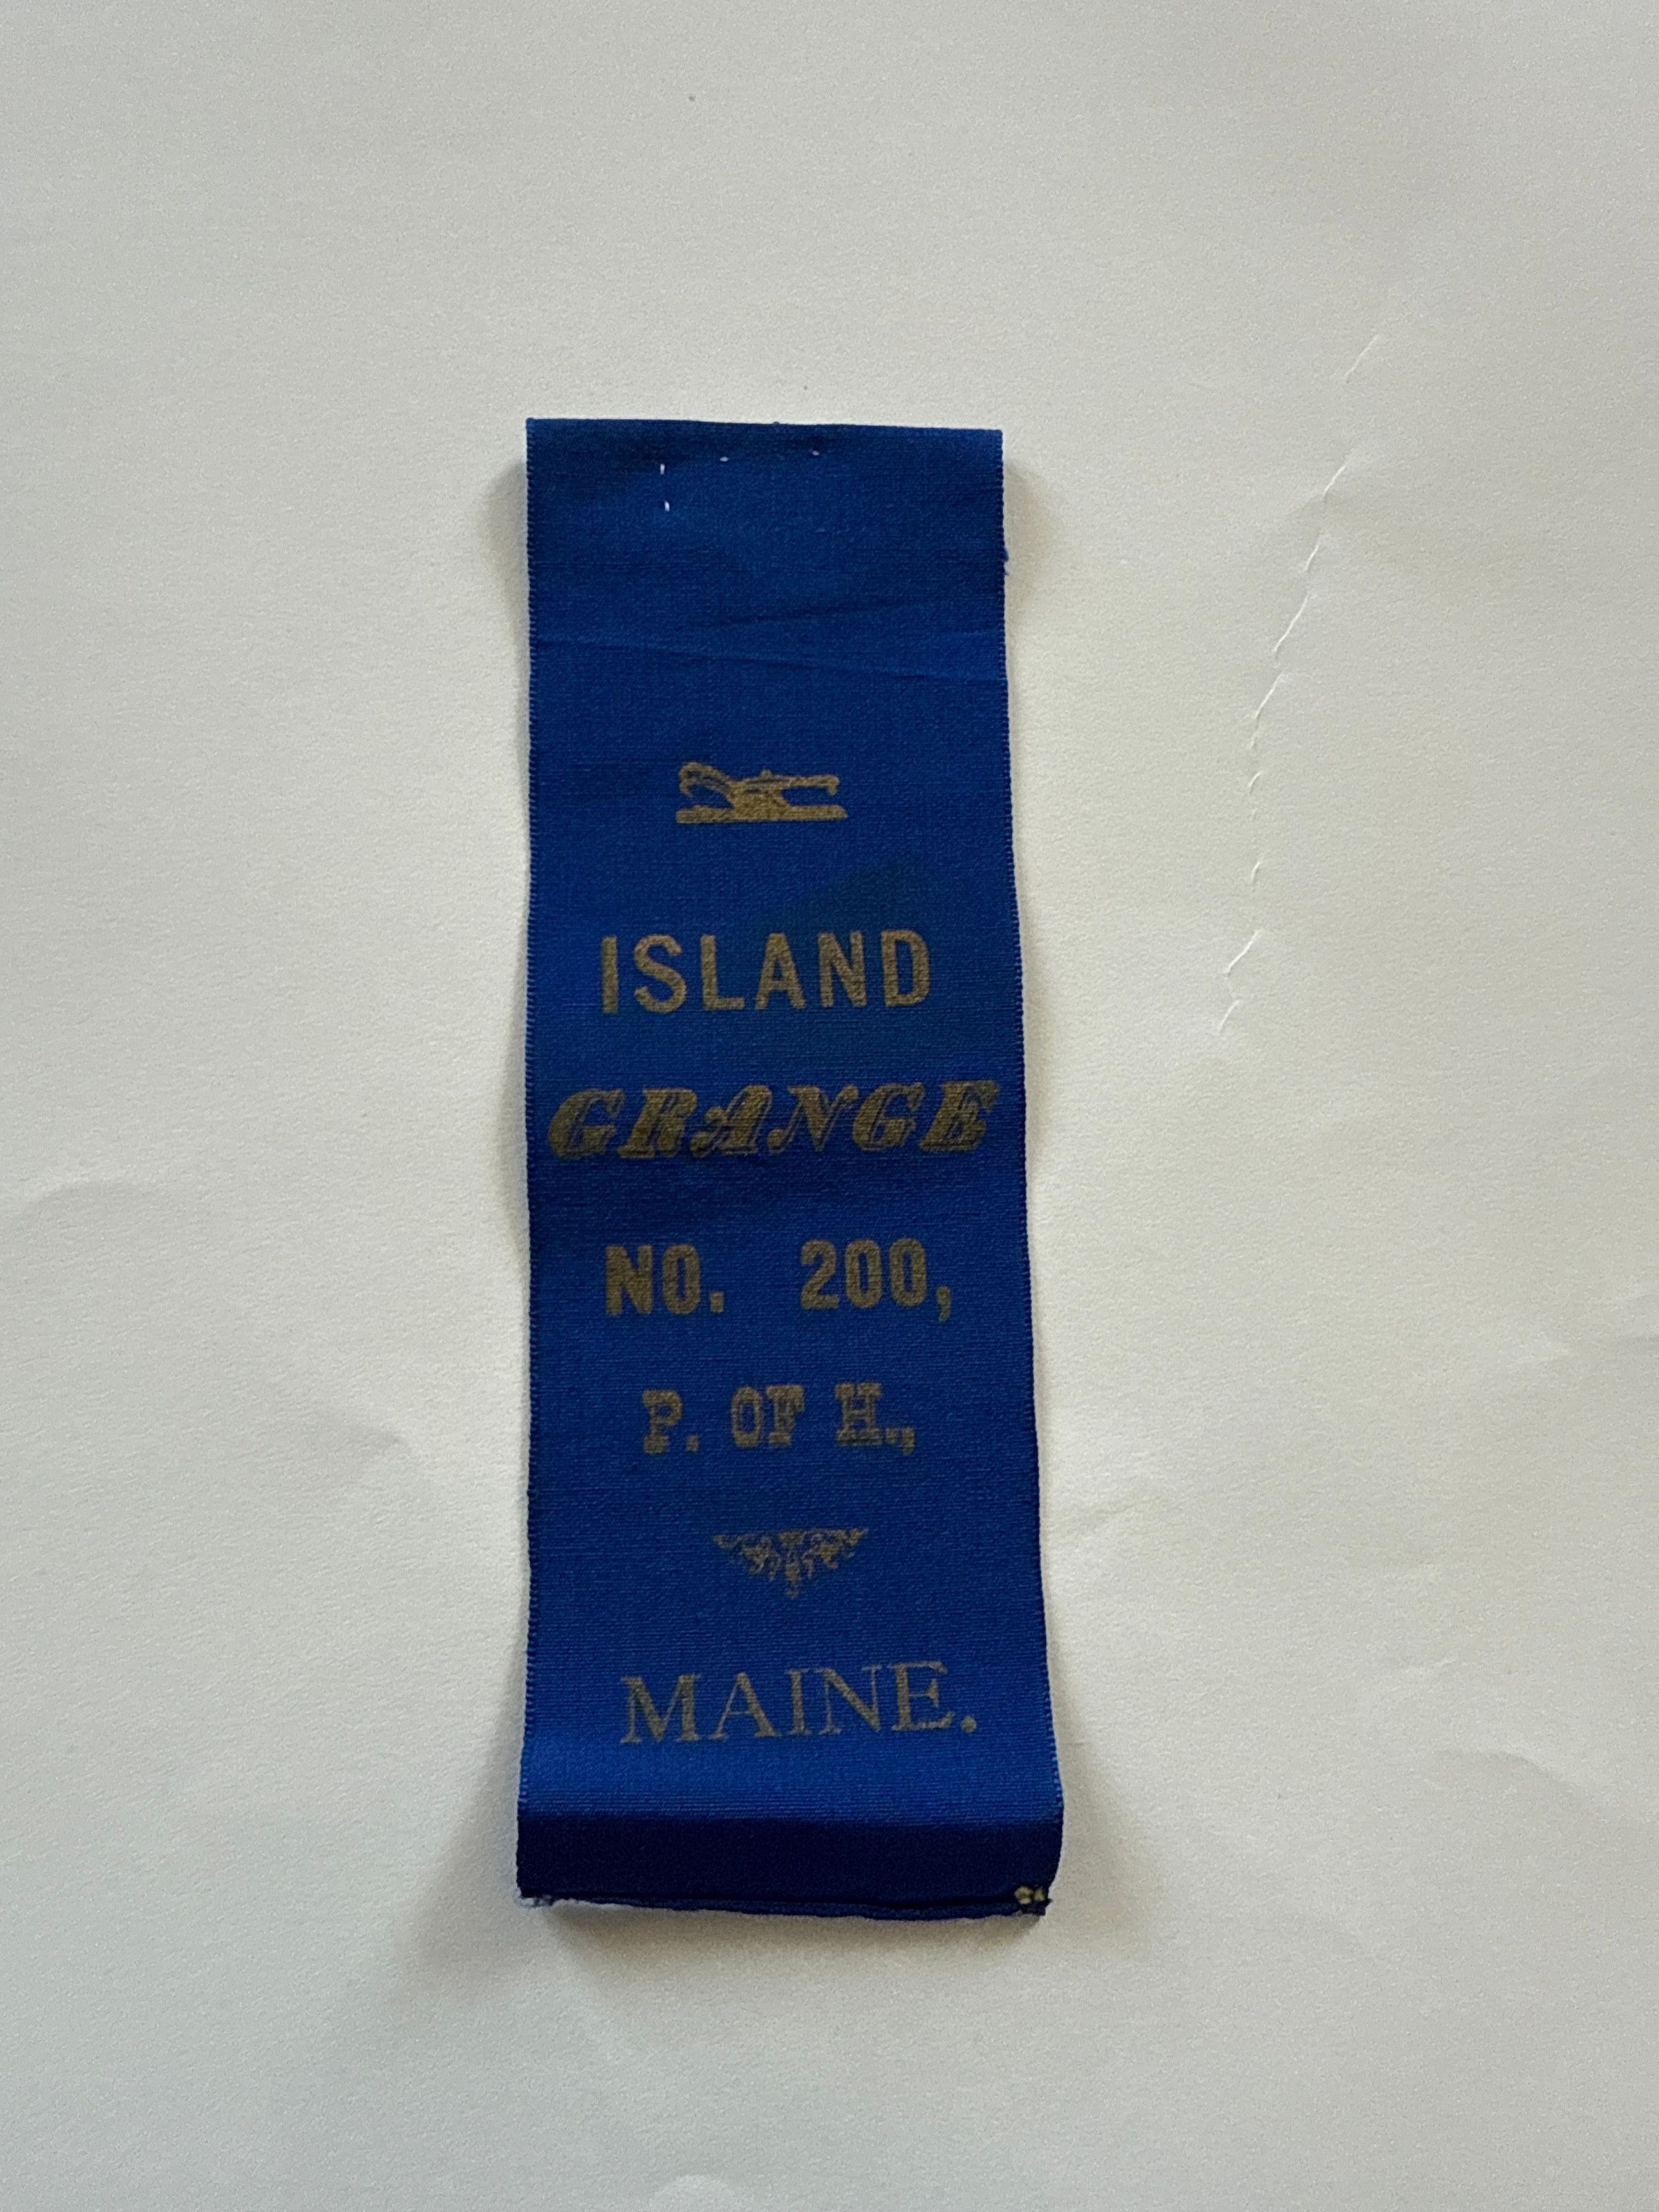 ISLAND
GRANGE
NO. 200,
P. OF H.,
MAINE.